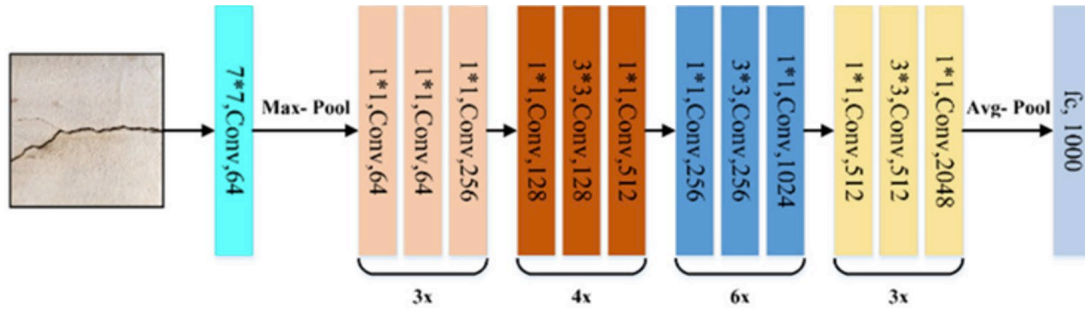 7*7,Conv,64
Max- Pool
1*1,Conv,64
1*1,Conv,64
1*1,Conv,256
3x
1*1,Conv,128
3*3,Conv,128
1*1,Conv,512
4x
1*1,Conv,256
3*3,Conv,256
1*1,Conv,1024
6x
1*1,Conv,512
3*3,Conv,512
1*1,Conv,2048
3x
Avg- Pool
fc, 1000